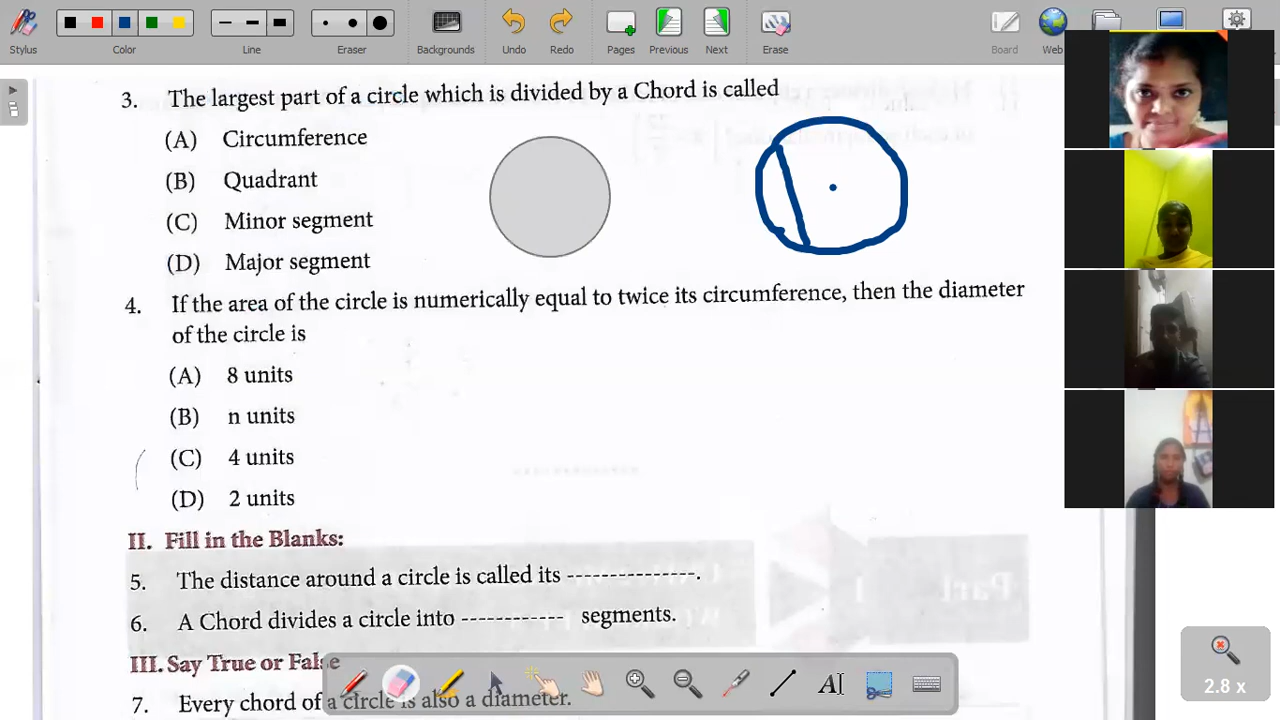 Stylus Color Line Eraser Backgrounds Undo Redo Pages Previous Next Erase Board Web
3. The largest part of a circle which is divided by a Chord is called
(A) Circumference
(B) Quadrant
(C) Minor segment
(D) Major segment
4. If the area of the circle is numerically equal to twice its circumference, then the diameter
of the circle is
(A) 8 units
(B) n units
(C) 4 units
(D) 2 units
II. Fill in the Blanks:
5. The distance around a circle is called its ---------------.
6. A Chord divides a circle into ------------ segments.
III. Say True or False
7. Every chord of a circle is also a diameter.
2.8 x